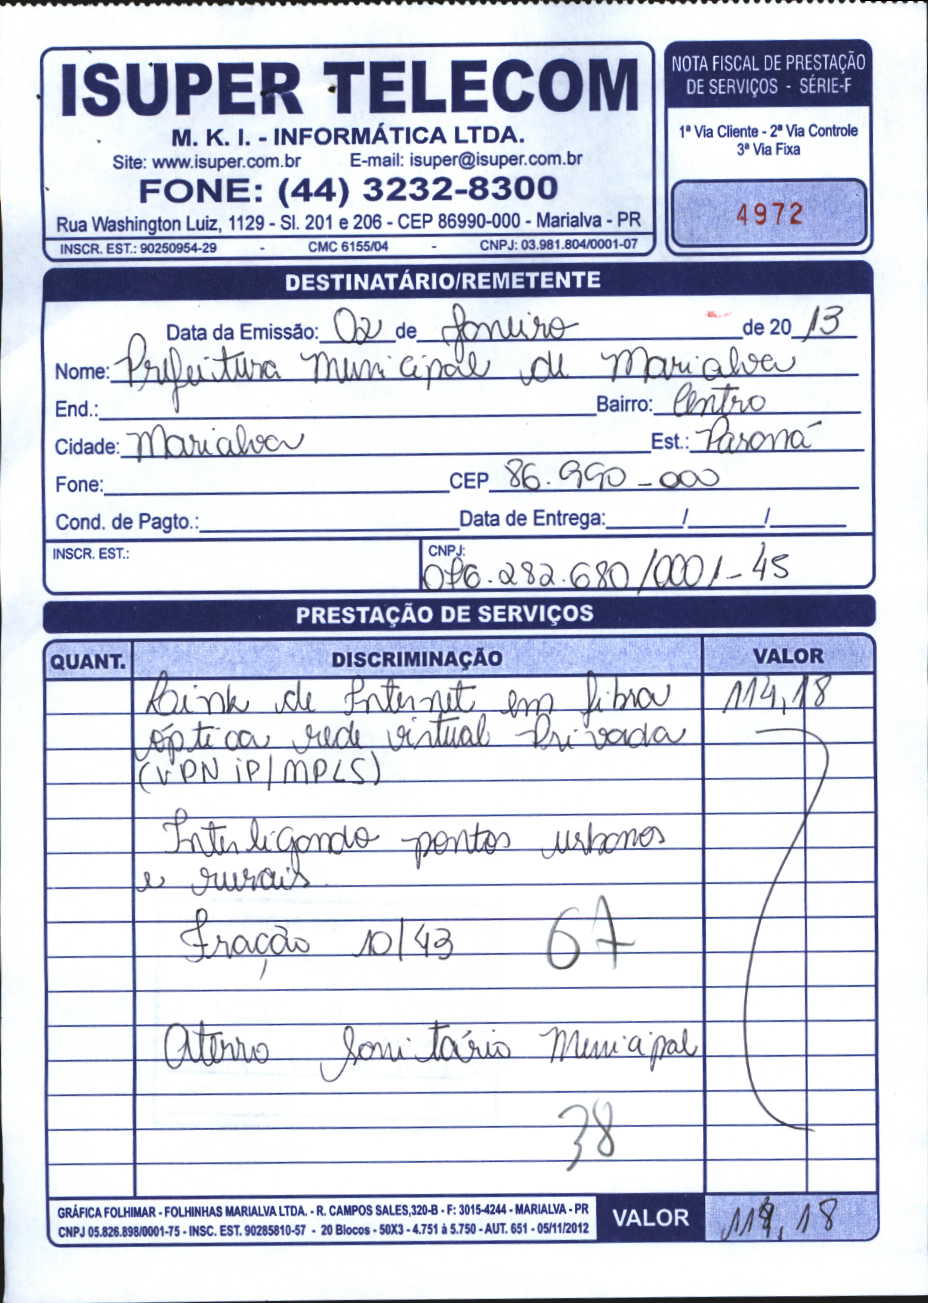 ISUPER TELECOM
M. K. I. - INFORMÁTICA LTDA.
Site: www.isuper.com.br E-mail: isuper@isuper.com.br
FONE: (44) 3232-8300
Rua Washington Luiz, 1129 - Sl. 201 e 206 - CEP 86990-000 - Marialva - PR
INSCR. EST.: 90250954-29 - CMC 6155/04 - CNPJ: 03.981.804/0001-07
NOTA FISCAL DE PRESTAÇÃO
DE SERVIÇOS - SÉRIE-F
1ª Via Cliente - 2ª Via Controle
3ª Via Fixa
4972
DESTINATÁRIO/REMETENTE
Data da Emissão: 02 de Janeiro de 20 13
Nome: Prefeitura Municipal de Marialva
End.: Bairro: Centro
Cidade: Marialva Est.: Paraná
Fone: CEP 86.990-000
Cond. de Pagto.: Data de Entrega: / /
INSCR. EST.: CNPJ:
076.282.680/0001-45
PRESTAÇÃO DE SERVIÇOS
QUANT. DISCRIMINAÇÃO VALOR
Link de Internet em fibra 114,18
óptica rede virtual Privada
(VPN iP/MPLS)
Interligando pontos urbanos
e rurais
Fração 10/43 67
Aterro Sanitário Municipal
38
GRÁFICA FOLHIMAR - FOLHINHAS MARIALVA LTDA. - R. CAMPOS SALES,320-B - F: 3015-4244 - MARIALVA - PR
CNPJ 05.826.898/0001-75 - INSC. EST. 90285810-57 - 20 Blocos - 50X3 - 4.751 à 5.750 - AUT. 651 - 05/11/2012
VALOR 114,18